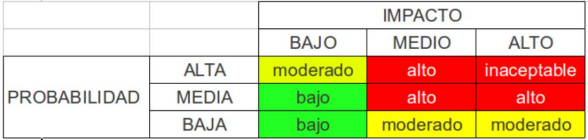 IMPACTO
BAJO MEDIO ALTO
ALTA moderado alto inaceptable
PROBABILIDAD MEDIA bajo alto alto
BAJA bajo moderado moderado